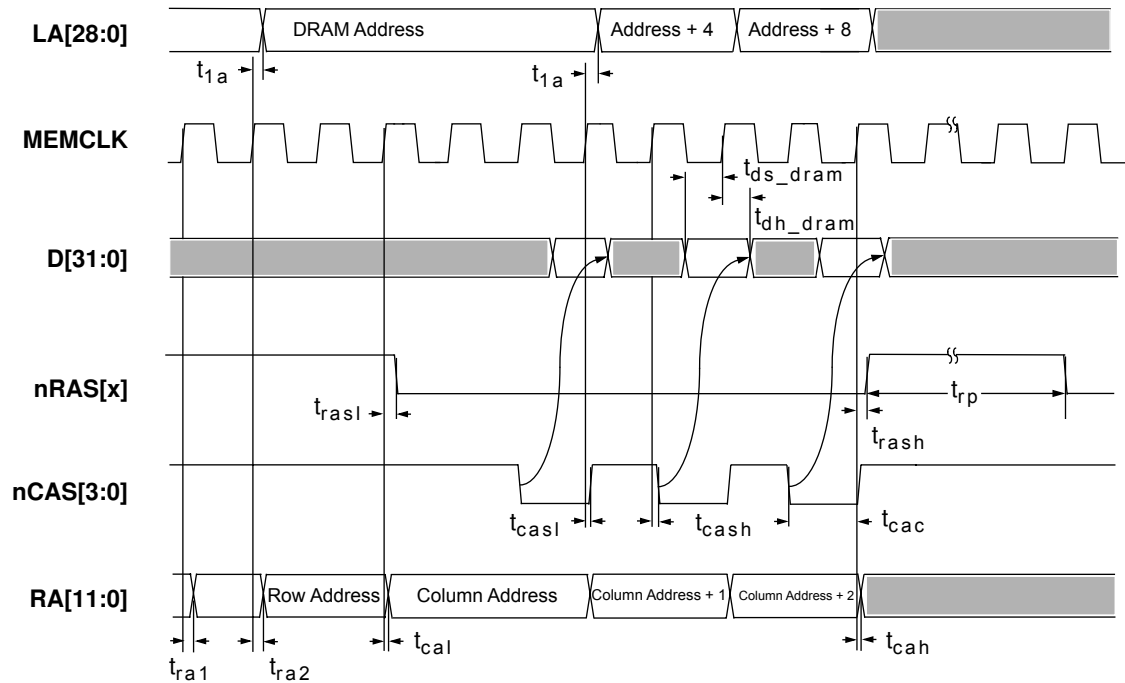 LA[28:0]
DRAM Address
Address + 4
Address + 8
t1a
t1a
MEMCLK
tds_dram
tdh_dram
D[31:0]
nRAS[x]
trasl
trp
trash
nCAS[3:0]
tcasl
tcash
tcac
RA[11:0]
Row Address
Column Address
Column Address + 1
Column Address + 2
tra1
tra2
tcal
tcah